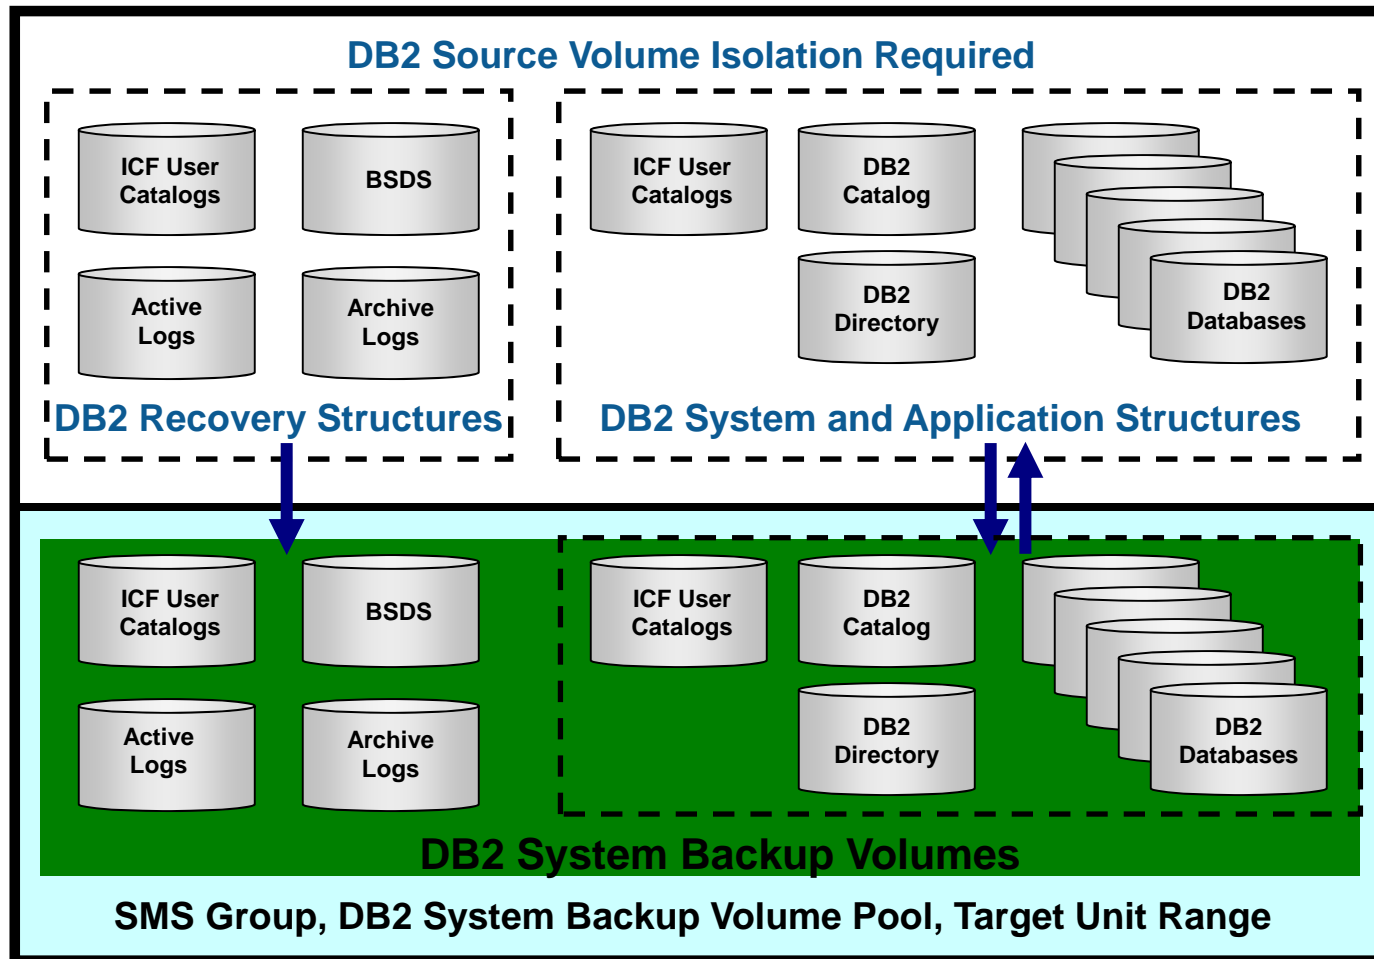 DB2 Source Volume Isolation Required
ICF User
Catalogs
BSDS
Active
Logs
Archive
Logs
DB2 Recovery Structures
ICF User
Catalogs
DB2
Catalog
DB2
Directory
DB2
Databases
DB2 System and Application Structures
ICF User
Catalogs
BSDS
Active
Logs
Archive
Logs
ICF User
Catalogs
DB2
Catalog
DB2
Directory
DB2
Databases
DB2 System Backup Volumes
SMS Group, DB2 System Backup Volume Pool, Target Unit Range